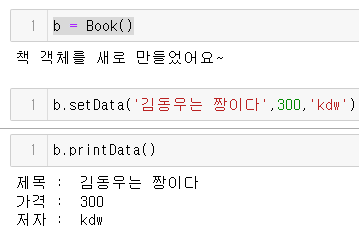 1 b = Book()
책 객체를 새로 만들었어요~
1 b.setData('김동우는 짱이다',300,'kdw')
1 b.printData()
제목 : 김동우는 짱이다
가격 : 300
저자 : kdw